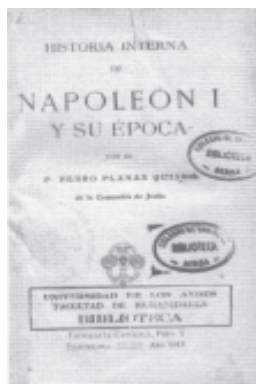 HISTORIA INTERNA
DE
NAPOLEÓN I
Y SU ÉPOCA
POR EL
P. PEDRO PLANAS
de la Compañía de Jesús
BIBLIOTECA
BIBLIOTECA
UNIVERSIDAD DE LOS ANDES
FACULTAD DE HUMANIDADES
BIBLIOTECA